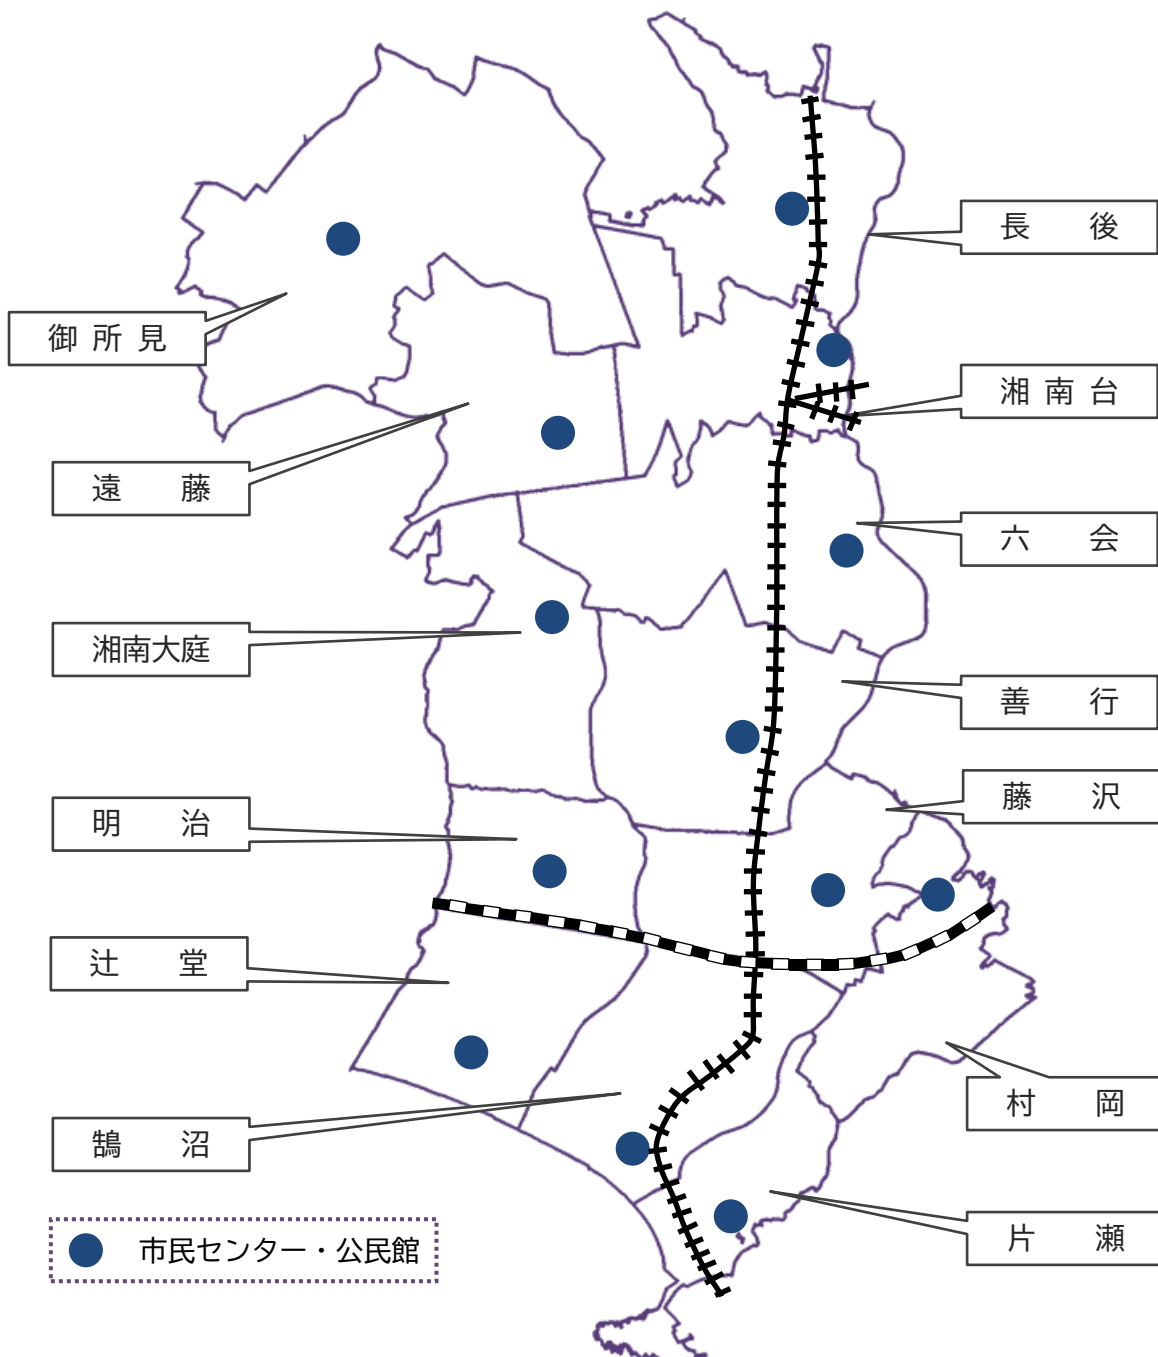 長　後
御所見
湘南台
遠　藤
六　会
湘南大庭
善　行
藤　沢
明　治
辻　堂
村　岡
鵠　沼
片　瀬
市民センター・公民館